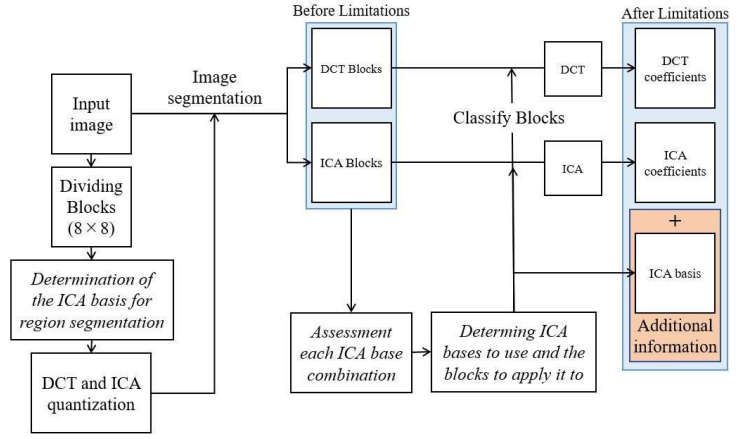 Before Limitations
After Limitations
Input
image
Image
segmentation
DCT Blocks
ICA Blocks
Classify Blocks
DCT
ICA
DCT
coefficients
ICA
coefficients
+
ICA basis
Additional
information
Dividing
Blocks
(8 × 8)
Determination of
the ICA basis for
region segmentation
DCT and ICA
quantization
Assessment
each ICA base
combination
Determing ICA
bases to use and the
blocks to apply it to